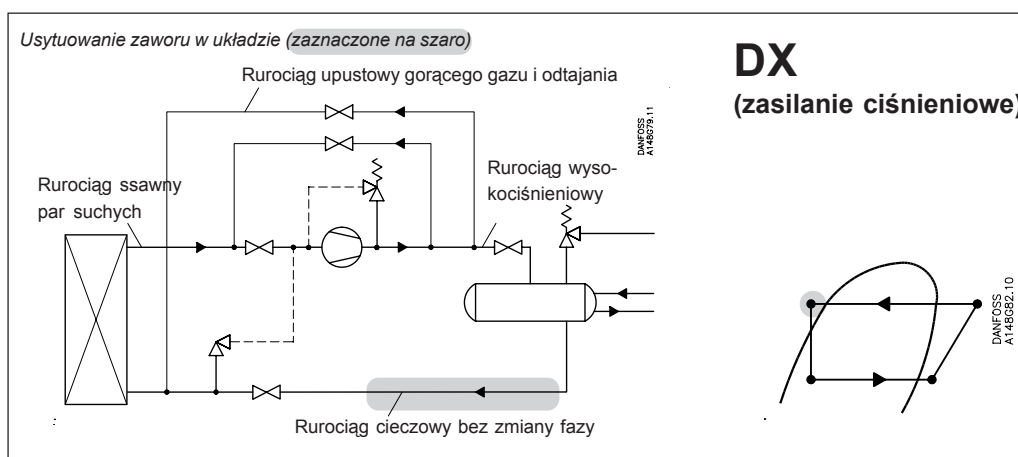 Usytuowanie zaworu w układzie (zaznaczone na szaro)
Rurociąg upustowy gorącego gazu i odtajania
DX
(zasilanie ciśnieniowe)
DANFOSS
A148G79.11
Rurociąg ssawny
par suchych
Rurociąg wyso-
kociśnieniowy
DANFOSS
A148G82.10
Rurociąg cieczowy bez zmiany fazy